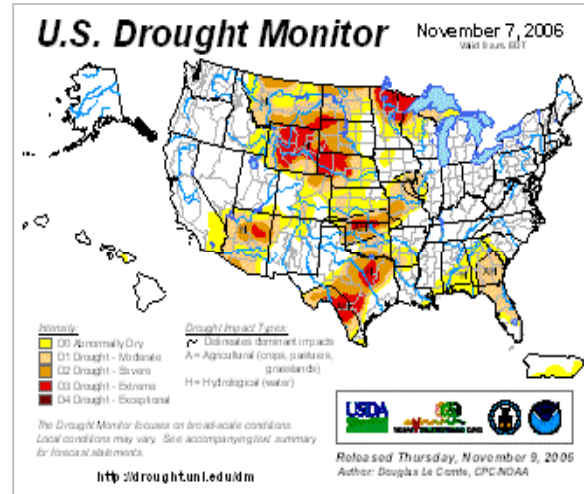 U.S. Drought Monitor
November 7, 2006
Valid 8 a.m. EDT
Intensity:
D0 Abnormally Dry
D1 Drought - Moderate
D2 Drought - Severe
D3 Drought - Extreme
D4 Drought - Exceptional
Drought Impact Types:
Delineates dominant impacts
A = Agricultural (crops, pastures,
grasslands)
H = Hydrological (water)
The Drought Monitor focuses on broad-scale conditions.
Local conditions may vary. See accompanying text summary
for forecast statements.
http://drought.unl.edu/dm
USDA
Released Thursday, November 9, 2006
Author: Douglas Le Comte, CPC/NOAA